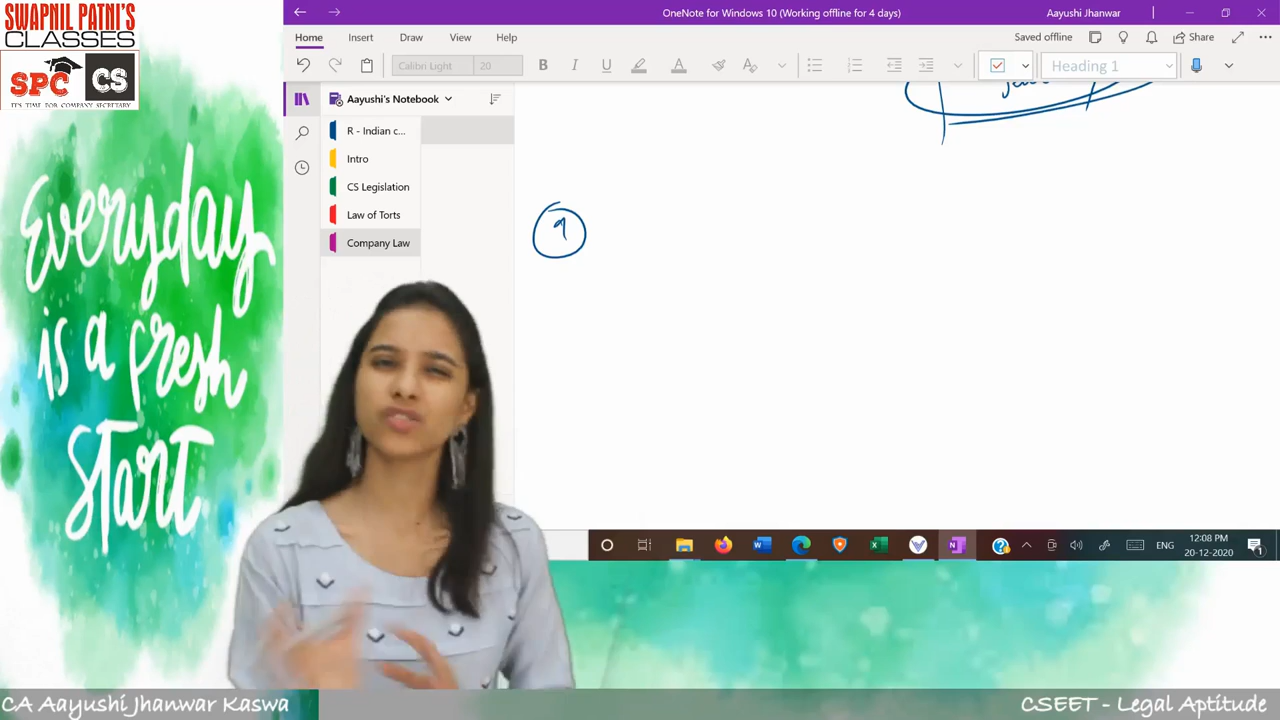 SWAPNIL PATNI'S
CLASSES
SPC CS
IT'S TIME FOR COMPANY SECRETARY
Everyday
is a fresh
start
OneNote for Windows 10 (Working offline for 4 days)
Aayushi Jhanwar
Home Insert Draw View Help
Saved offline
Share
Calibri Light 20 B I U A
Heading 1
Aayushi's Notebook
R - Indian c...
Intro
CS Legislation
Law of Torts
Company Law
9
ENG
12:08 PM
20-12-2020
CA Aayushi Jhanwar Kaswa
CSEET - Legal Aptitude